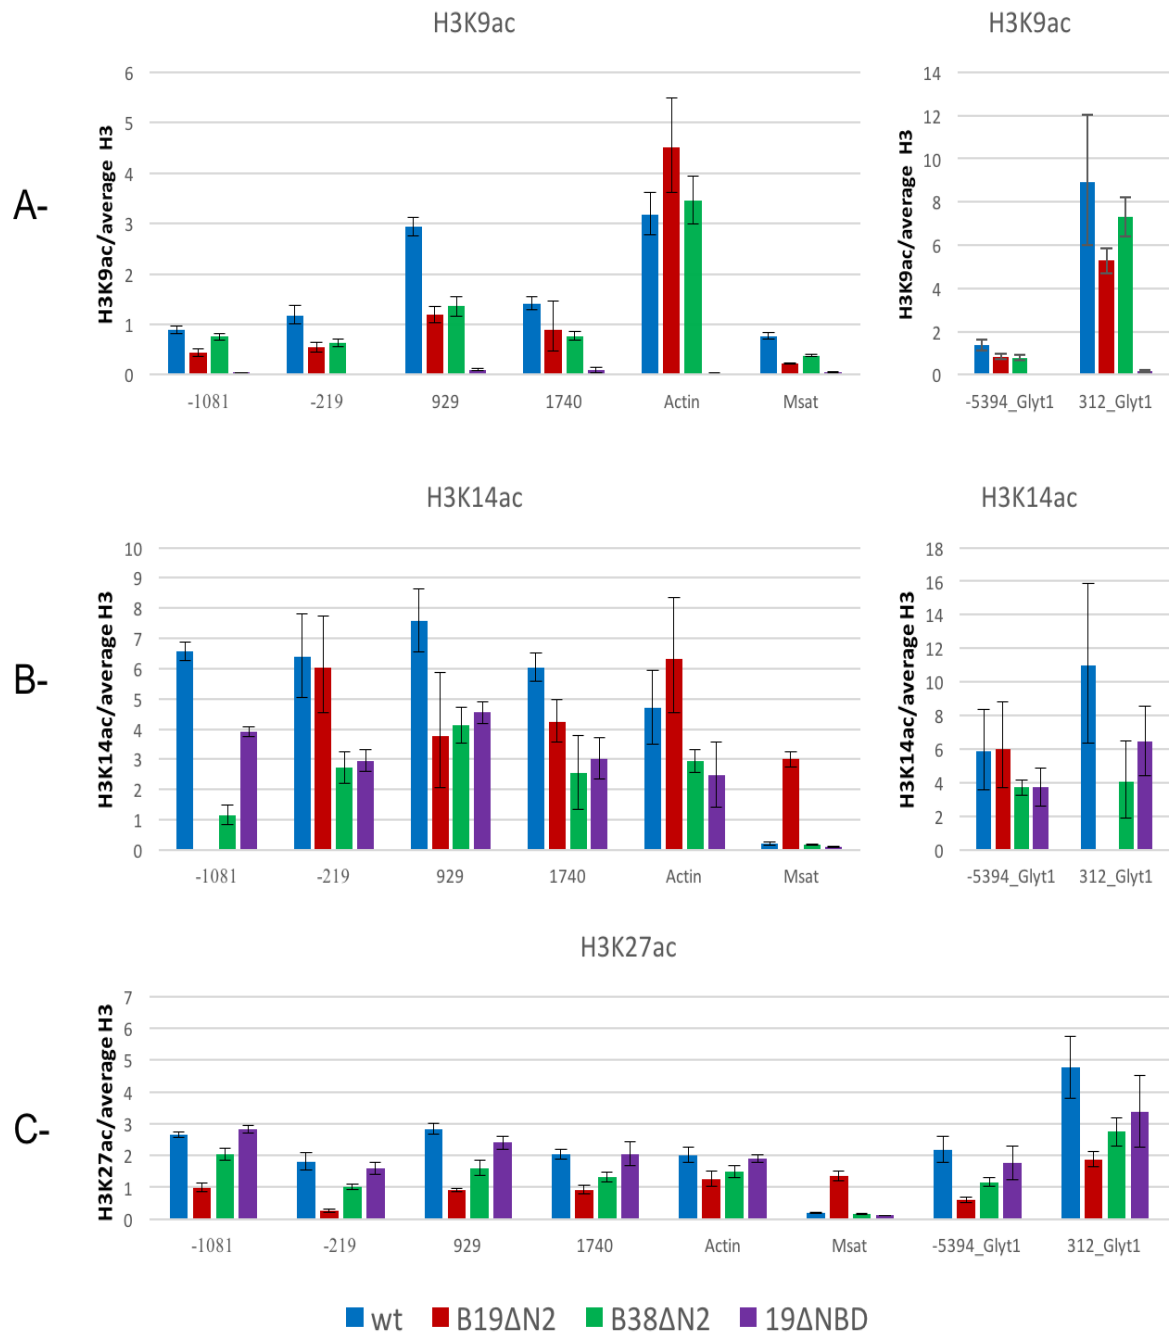 H3K9ac
H3K9ac
A-
H3K9ac/average H3
6
5
4
3
2
1
0
-1081
-219
929
1740
Actin
Msat
H3K9ac/average H3
14
12
10
8
6
4
2
0
-5394_Glyt1
312_Glyt1
H3K14ac
H3K14ac
B-
H3K14ac/average H3
10
9
8
7
6
5
4
3
2
1
0
-1081
-219
929
1740
Actin
Msat
H3K14ac/average H3
18
16
14
12
10
8
6
4
2
0
-5394_Glyt1
312_Glyt1
H3K27ac
C-
H3K27ac/average H3
7
6
5
4
3
2
1
0
-1081
-219
929
1740
Actin
Msat
-5394_Glyt1
312_Glyt1
wt B19ΔN2 B38ΔN2 19ΔNBD